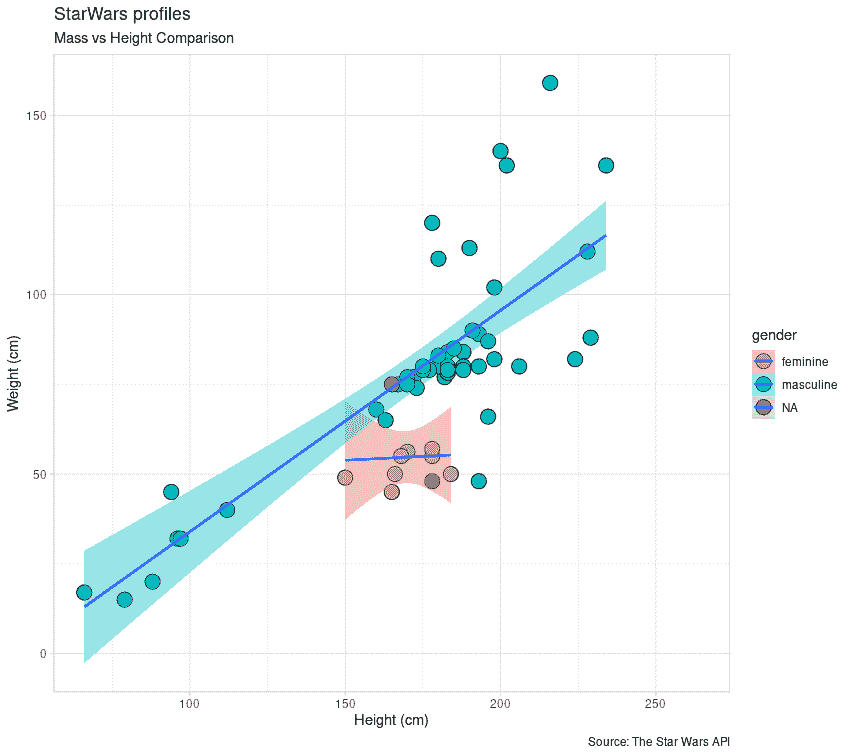 StarWars profiles
Mass vs Height Comparison
Weight (cm)
150
100
50
0
100
150
200
250
Height (cm)
gender
feminine
masculine
NA
Source: The Star Wars API